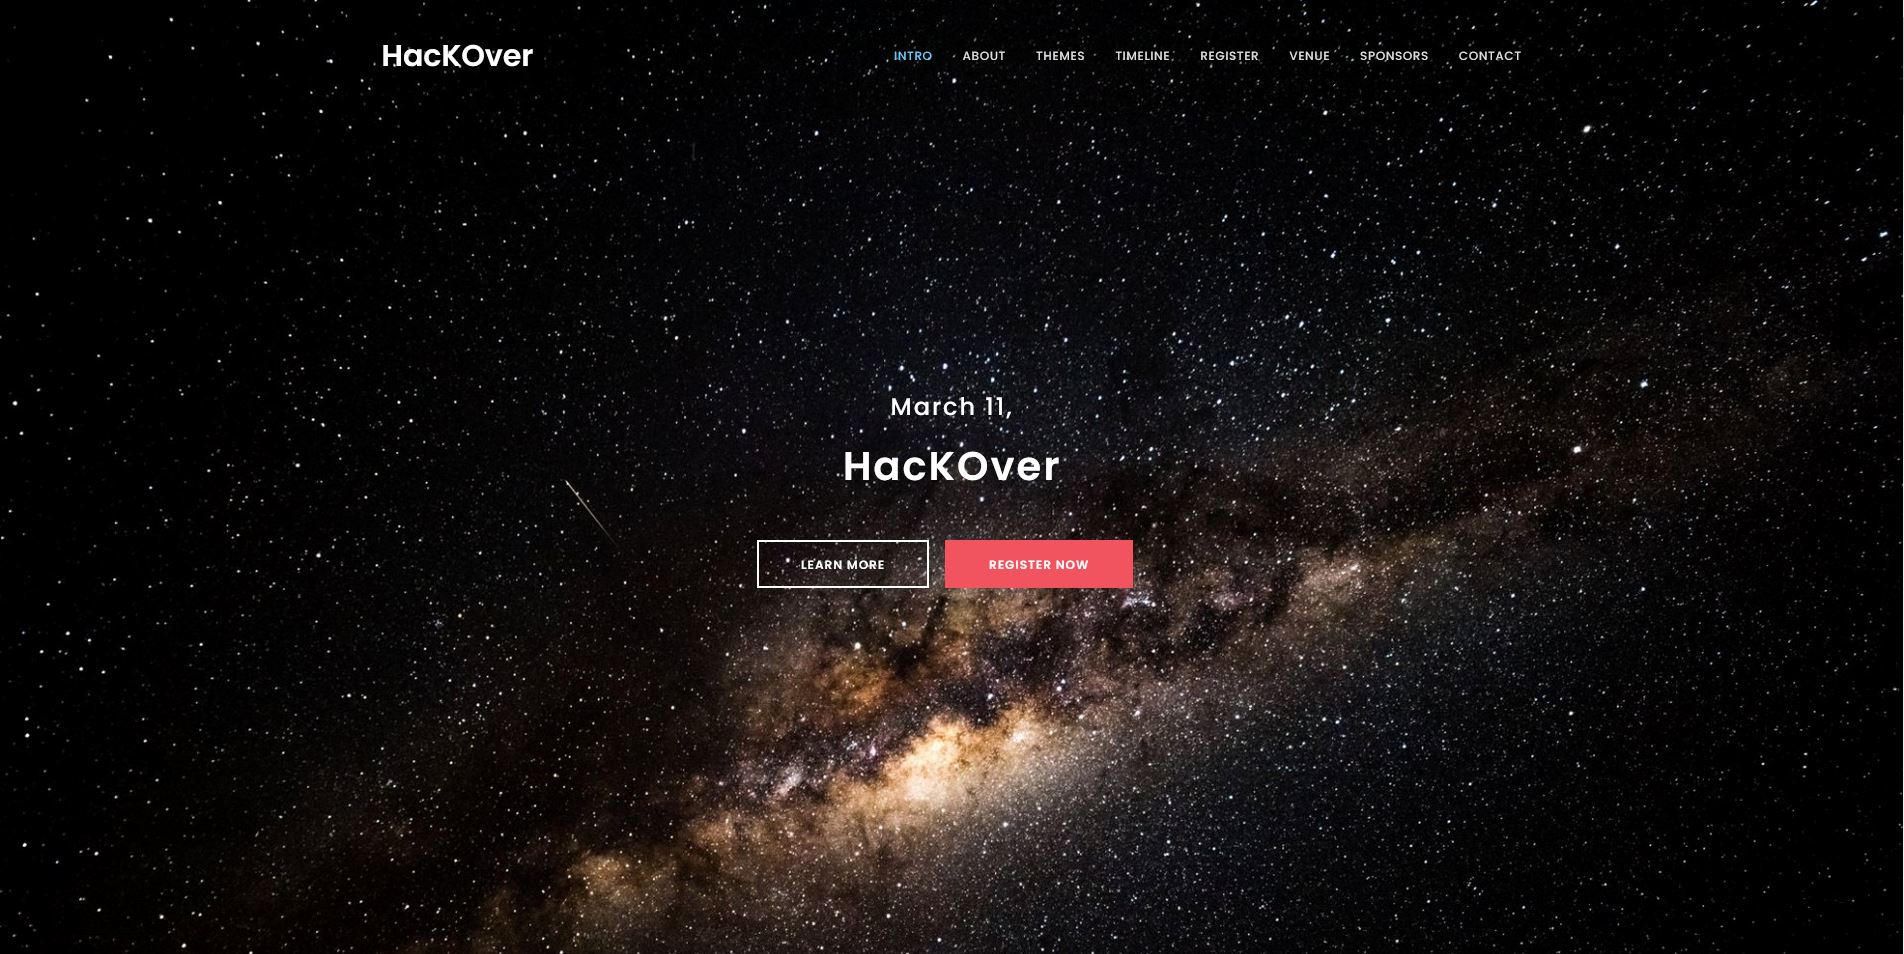 HacKOver
INTRO ABOUT THEMES TIMELINE REGISTER VENUE SPONSORS CONTACT
March 11,
HacKOver
LEARN MORE REGISTER NOW